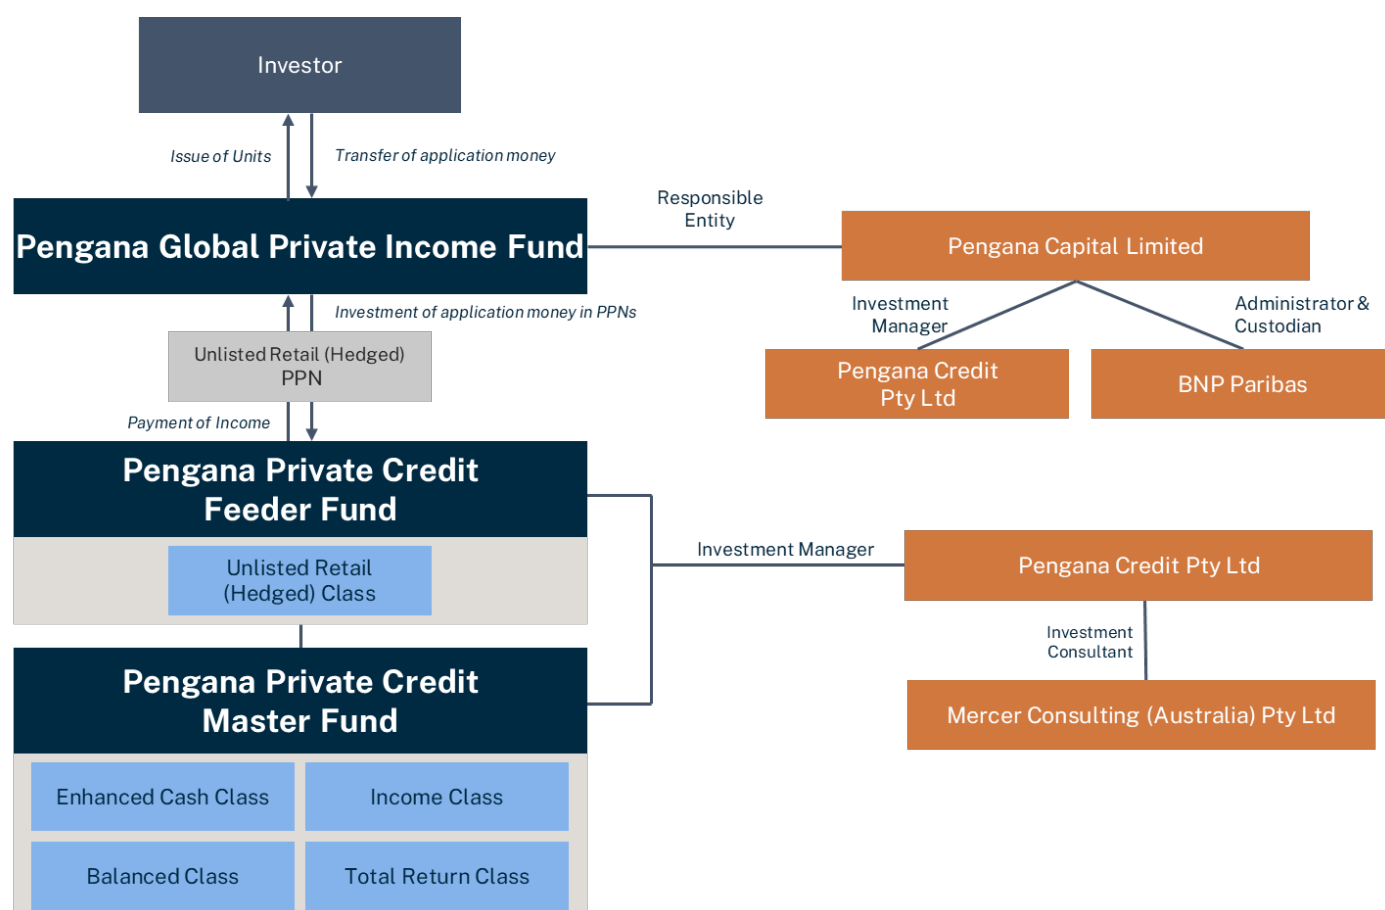 Investor
Issue of Units
Transfer of application money
Pengana Global Private Income Fund
Responsible
Entity
Pengana Capital Limited
Investment
Manager
Administrator &
Custodian
Pengana Credit
Pty Ltd
BNP Paribas
Investment of application money in PPNs
Unlisted Retail (Hedged)
PPN
Payment of Income
Pengana Private Credit
Feeder Fund
Unlisted Retail
(Hedged) Class
Investment Manager
Pengana Credit Pty Ltd
Investment
Consultant
Mercer Consulting (Australia) Pty Ltd
Pengana Private Credit
Master Fund
Enhanced Cash Class
Income Class
Balanced Class
Total Return Class